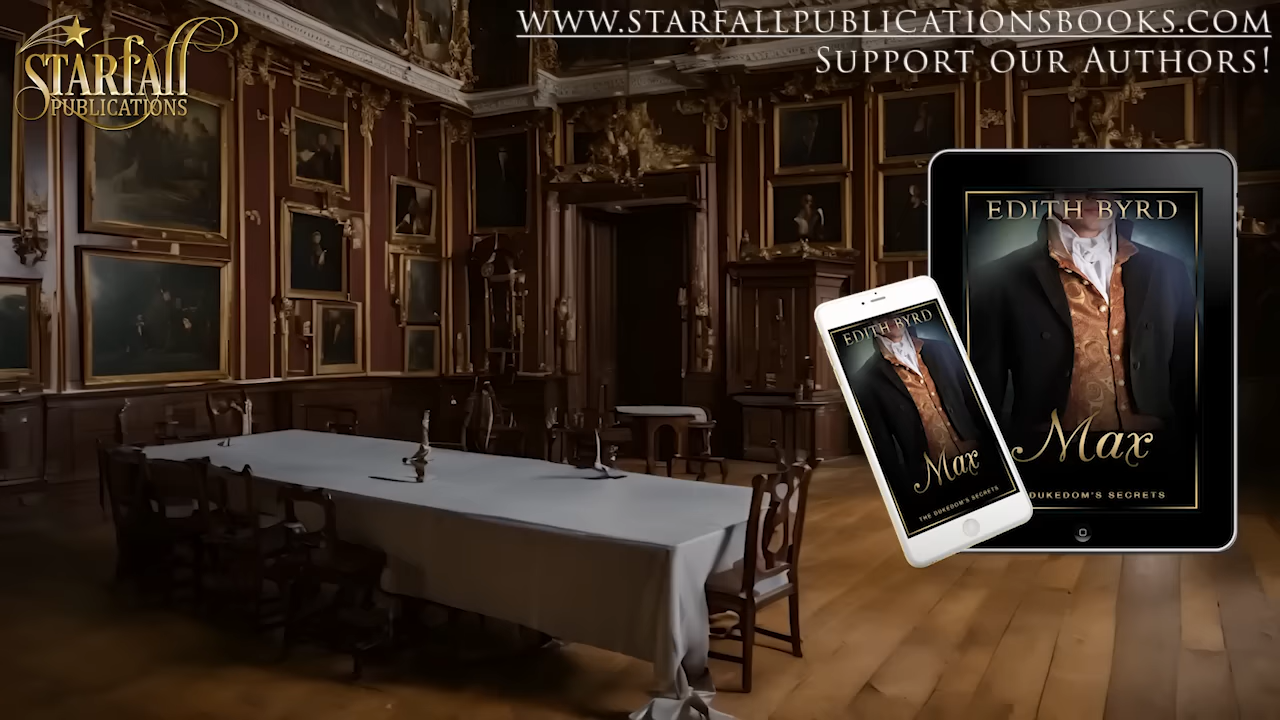 STARfall
PUBLICATIONS
WWW.STARFALLPUBLICATIONSBOOKS.COM
SUPPORT OUR AUTHORS!
EDITH BYRD
Max
DUKEDOM'S SECRETS
EDITH BYRD
Max
THE DUKEDOM'S SECRETS